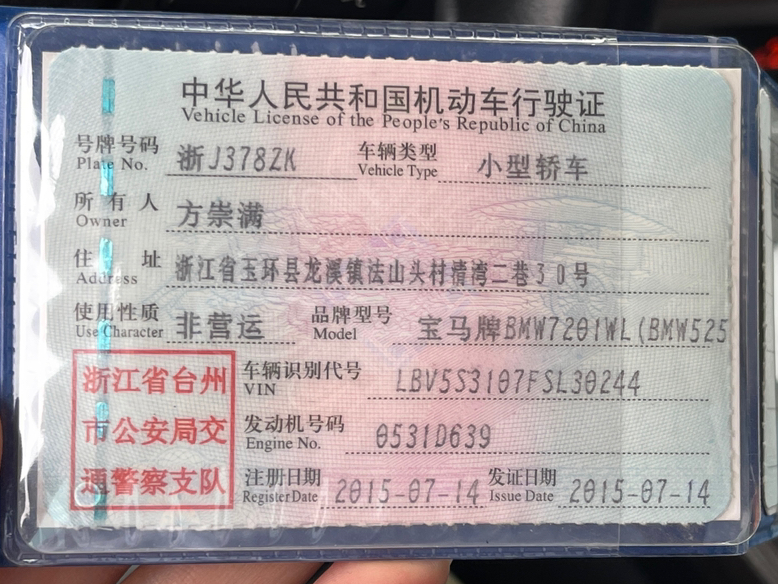 中华人民共和国机动车行驶证
Vehicle License of the People's Republic of China
号牌号码 浙J378ZK 车辆类型 小型轿车
Plate No. Vehicle Type
所有人 方崇满
Owner
住址 浙江省玉环县龙溪镇法山头村清湾二巷30号
Address
使用性质 非营运 品牌型号 宝马牌BMW7201WL(BMW525
Use Character Model
浙江省台州
市公安局交
通警察支队
车辆识别代号 LBV5S3107FSL30244
VIN
发动机号码 0531D639
Engine No.
注册日期 2015-07-14 发证日期 2015-07-14
Register Date Issue Date